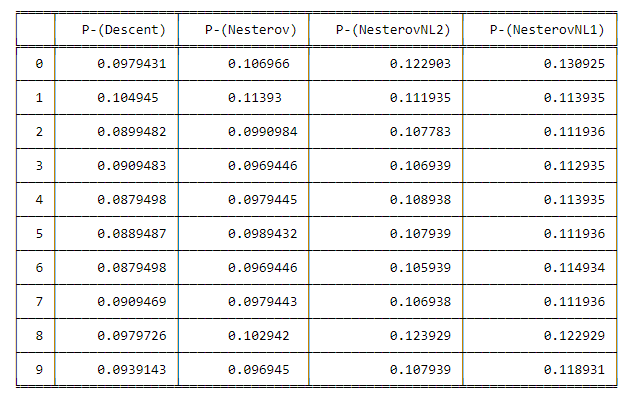 P-(Descent) P-(Nesterov) P-(NesterovNL2) P-(NesterovNL1)
0 0.0979431 0.106966 0.122903 0.130925
1 0.104945 0.11393 0.111935 0.113935
2 0.0899482 0.0990984 0.107783 0.111936
3 0.0909483 0.0969446 0.106939 0.112935
4 0.0879498 0.0979445 0.108938 0.113935
5 0.0889487 0.0989432 0.107939 0.111936
6 0.0879498 0.0969446 0.105939 0.114934
7 0.0909469 0.0979443 0.106938 0.111936
8 0.0979726 0.102942 0.123929 0.122929
9 0.0939143 0.096945 0.107939 0.118931